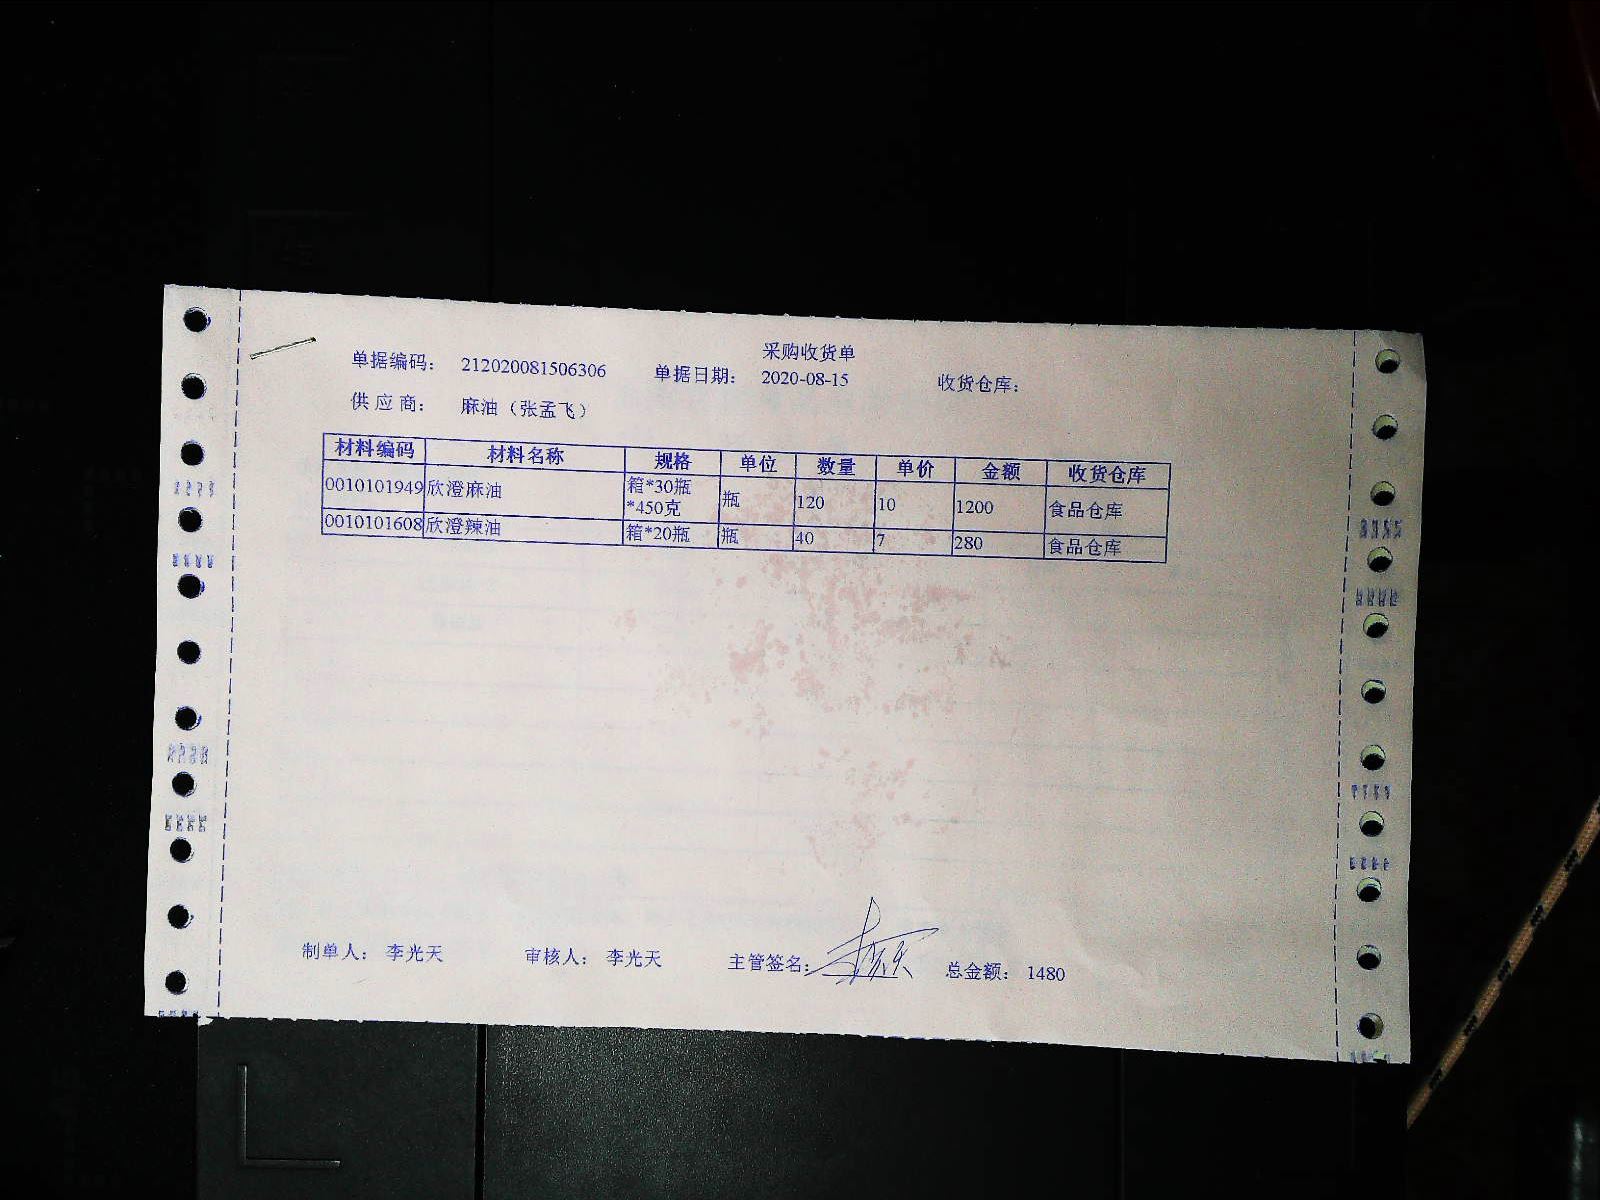 采购收货单
单据编码： 212020081506306 单据日期： 2020-08-15 收货仓库：
供 应 商： 麻油（张孟飞）
材料编码 材料名称 规格 单位 数量 单价 金额 收货仓库
0010101949 欣澄麻油 箱*30瓶*450克 瓶 120 10 1200 食品仓库
0010101608 欣澄辣油 箱*20瓶 瓶 40 7 280 食品仓库
制单人： 李光天 审核人： 李光天 主管签名： 总金额： 1480